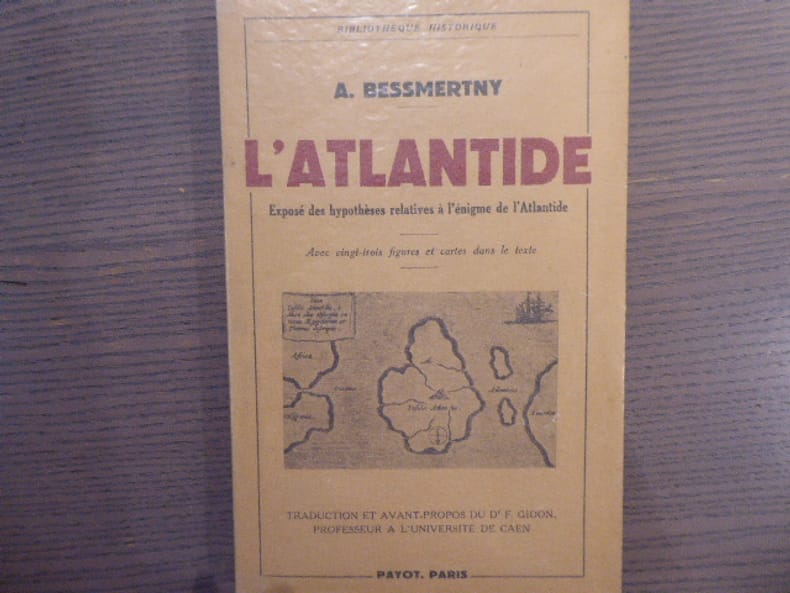 BIBLIOTHÈQUE HISTORIQUE
A. BESSMERTNY
L'ATLANTIDE
Exposé des hypothèses relatives à l'énigme de l'Atlantide
Avec vingt-trois figures et cartes dans le texte
Africa
TRADUCTION ET AVANT-PROPOS DU Dr F. GIDON,
PROFESSEUR A L'UNIVERSITÉ DE CAEN
PAYOT, PARIS